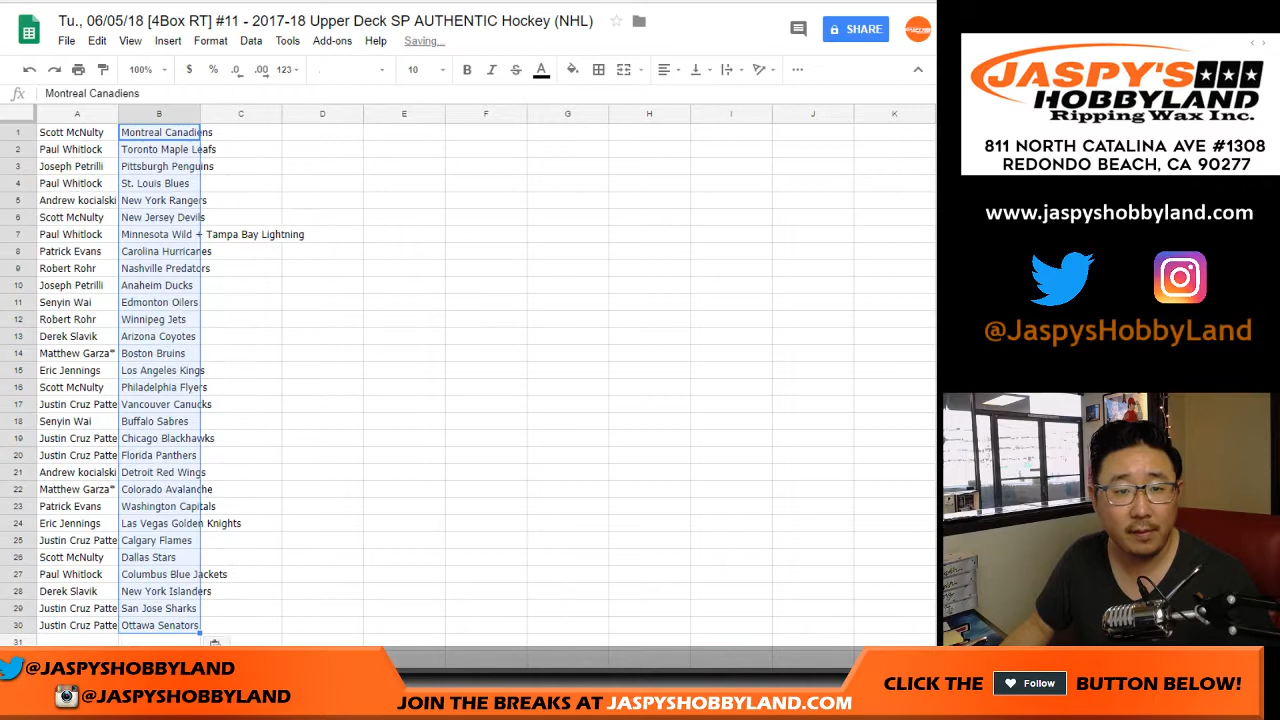 Tu., 06/05/18 [4Box RT] #11 - 2017-18 Upper Deck SP AUTHENTIC Hockey (NHL)
File Edit View Insert Format Data Tools Add-ons Help Saving...
SHARE
100% $ % .0 .00 123 10 B I S A
fx Montreal Canadiens
A B C D E F G H I J K
1 Scott McNulty Montreal Canadiens
2 Paul Whitlock Toronto Maple Leafs
3 Joseph Petrilli Pittsburgh Penguins
4 Paul Whitlock St. Louis Blues
5 Andrew kocialski New York Rangers
6 Scott McNulty New Jersey Devils
7 Paul Whitlock Minnesota Wild + Tampa Bay Lightning
8 Patrick Evans Carolina Hurricanes
9 Robert Rohr Nashville Predators
10 Joseph Petrilli Anaheim Ducks
11 Senyin Wai Edmonton Oilers
12 Robert Rohr Winnipeg Jets
13 Derek Slavik Arizona Coyotes
14 Matthew Garza* Boston Bruins
15 Eric Jennings Los Angeles Kings
16 Scott McNulty Philadelphia Flyers
17 Justin Cruz Patte Vancouver Canucks
18 Senyin Wai Buffalo Sabres
19 Justin Cruz Patte Chicago Blackhawks
20 Justin Cruz Patte Florida Panthers
21 Andrew kocialski Detroit Red Wings
22 Matthew Garza* Colorado Avalanche
23 Patrick Evans Washington Capitals
24 Eric Jennings Las Vegas Golden Knights
25 Justin Cruz Patte Calgary Flames
26 Scott McNulty Dallas Stars
27 Paul Whitlock Columbus Blue Jackets
28 Derek Slavik New York Islanders
29 Justin Cruz Patte San Jose Sharks
30 Justin Cruz Patte Ottawa Senators
31
JASPY'S
HOBBYLAND
Ripping Wax Inc.
811 NORTH CATALINA AVE #1308
REDONDO BEACH, CA 90277
www.jaspyshobbyland.com
@JaspysHobbyLand
@JASPYSHOBBYLAND
@JASPYSHOBBYLAND
JOIN THE BREAKS AT JASPYSHOBBYLAND.COM
CLICK THE Follow BUTTON BELOW!